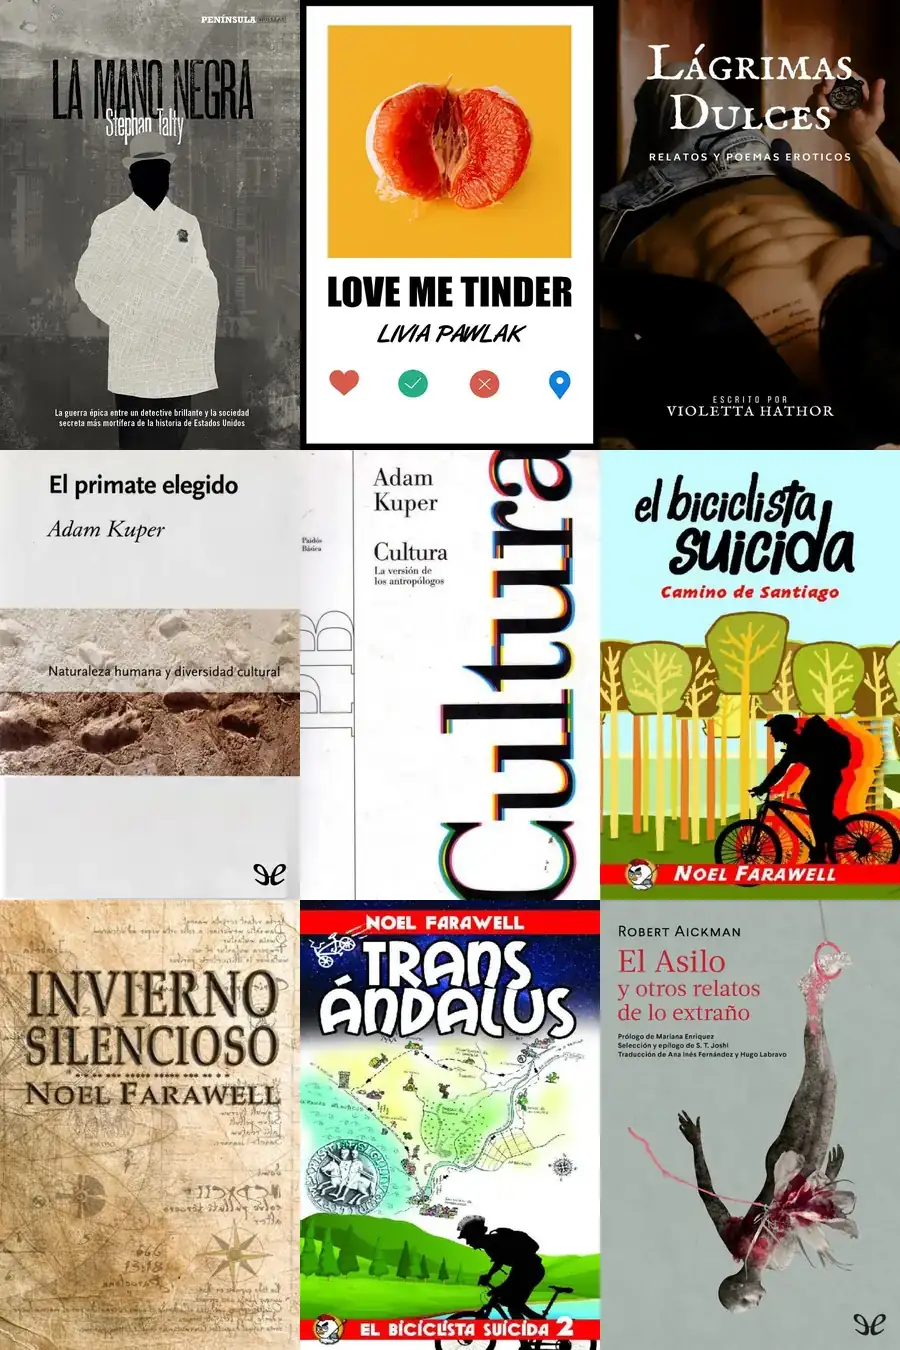 PENÍNSULA HUELLAS
LA MANO NEGRA
Stephan Talty
La guerra épica entre un detective brillante y la sociedad
secreta más mortífera de la historia de Estados Unidos
LOVE ME TINDER
LIVIA PAWLAK
LÁGRIMAS
DULCES
RELATOS Y POEMAS EROTICOS
ESCRITO POR
VIOLETTA HATHOR
El primate elegido
Adam Kuper
Naturaleza humana y diversidad cultural
Paidós
Básica
PB
Adam
Kuper
Cultura
La versión de
los antropólogos
Cultura
el biciclista
suicida
Camino de Santiago
NOEL FARAWELL
INVIERNO
SILENCIOSO
NOEL FARAWELL
NOEL FARAWELL
TRANS
ÁNDALUS
EL BICICLISTA SUICIDA 2
ROBERT AICKMAN
El Asilo
y otros relatos
de lo extraño
Prólogo de Mariana Enriquez
Selección y epílogo de S. T. Joshi
Traducción de Ana Inés Fernández y Hugo Labravo